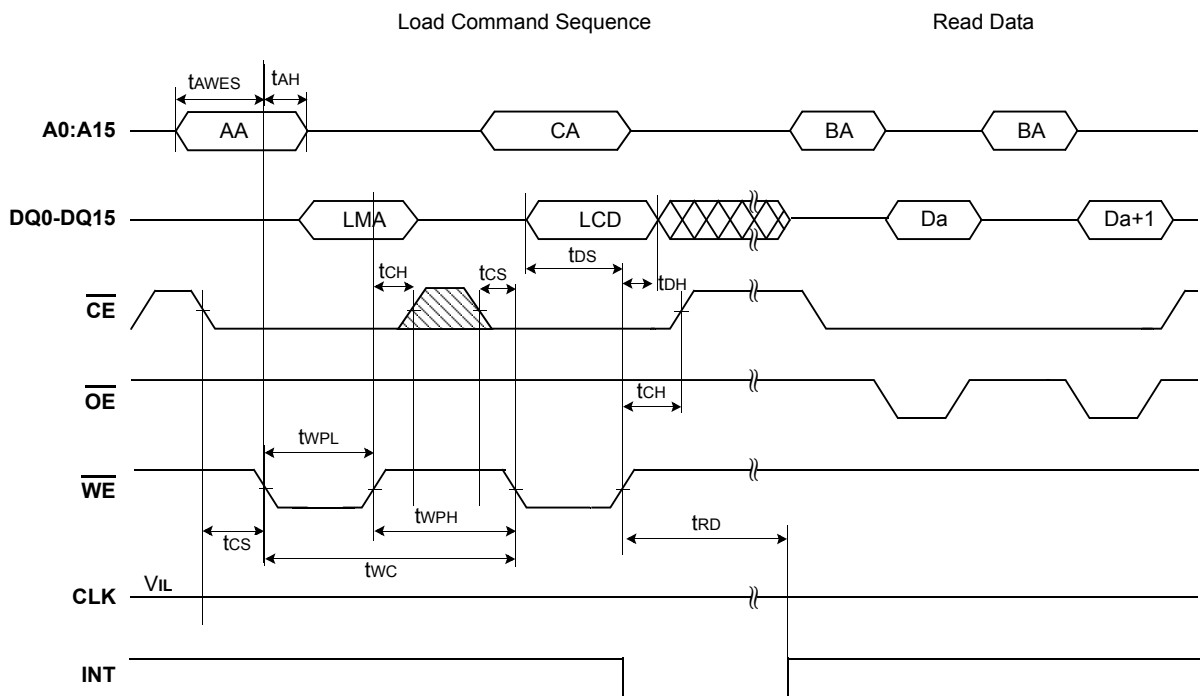 Load Command Sequence Read Data
tAWES tAH
A0:A15 AA CA BA BA
DQ0-DQ15 LMA LCD Da Da+1
tCH tCS tDS tDH
CE
OE
tCH
tWPL
WE
tWPH
tCS tRD
tWC
CLK VIL
INT